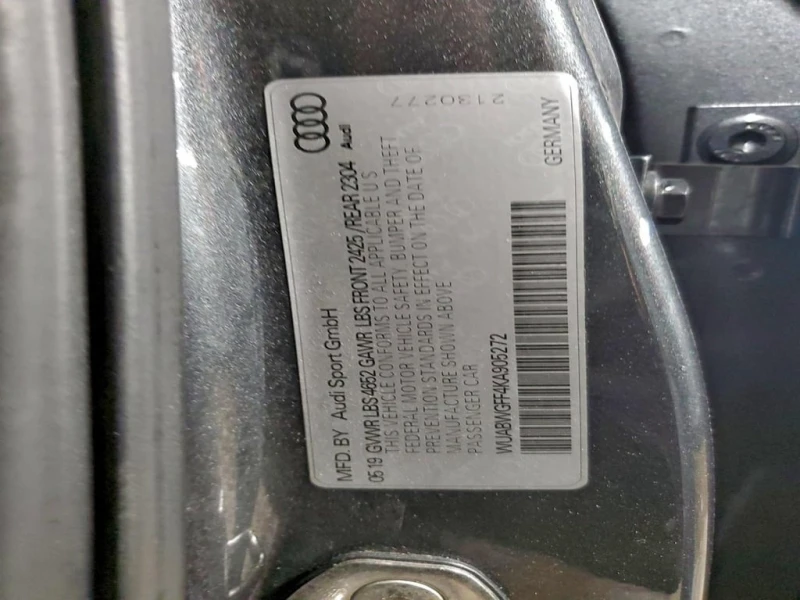 MFD. BY Audi Sport GmbH
Audi
0519 GVWR LBS 4652 GAWR LBS FRONT 2425 /REAR 2304
THIS VEHICLE CONFORMS TO ALL APPLICABLE U S
FEDERAL MOTOR VEHICLE SAFETY, BUMPER AND THEFT
PREVENTION STANDARDS IN EFFECT ON THE DATE OF
MANUFACTURE SHOWN ABOVE
PASSENGER CAR
2130277
WUABWGFF4KA905272
GERMANY